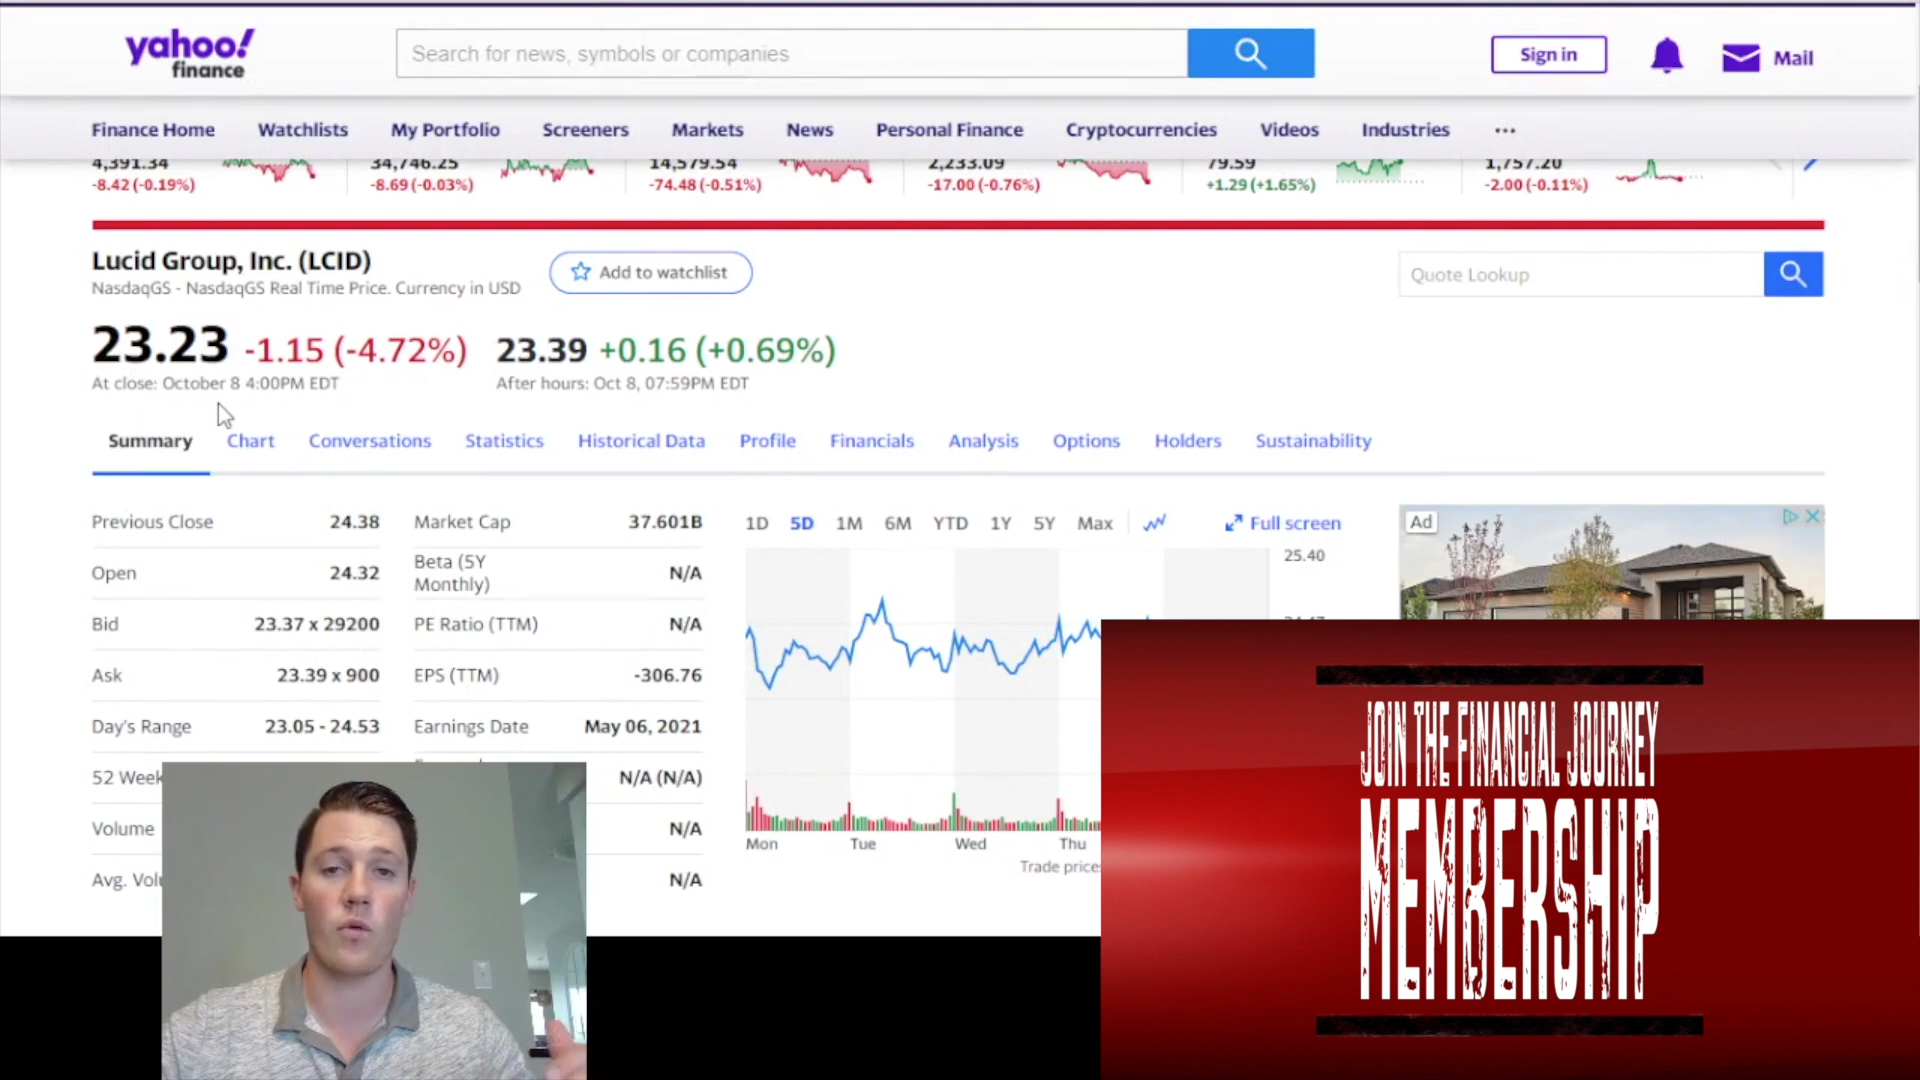 yahoo!
finance
Search for news, symbols or companies
Sign in
Mail
Finance Home Watchlists My Portfolio Screeners Markets News Personal Finance Cryptocurrencies Videos Industries ...
4,391.34 34,746.25 14,579.54 2,233.09 79.59 1,757.20
-8.42 (-0.19%) -8.69 (-0.03%) -74.48 (-0.51%) -17.00 (-0.76%) +1.29 (+1.65%) -2.00 (-0.11%)
Lucid Group, Inc. (LCID)
NasdaqGS - NasdaqGS Real Time Price. Currency in USD
Add to watchlist
Quote Lookup
23.23 -1.15 (-4.72%) 23.39 +0.16 (+0.69%)
At close: October 8 4:00PM EDT After hours: Oct 8, 07:59PM EDT
Summary Chart Conversations Statistics Historical Data Profile Financials Analysis Options Holders Sustainability
Previous Close 24.38
Open 24.32
Bid 23.37 x 29200
Ask 23.39 x 900
Day's Range 23.05 - 24.53
52 Week
Volume
Avg.
Market Cap 37.601B
Beta (5Y
Monthly) N/A
PE Ratio (TTM) N/A
EPS (TTM) -306.76
Earnings Date May 06, 2021
N/A (N/A)
N/A
N/A
1D 5D 1M 6M YTD 1Y 5Y Max Full screen
25.40
Mon Tue Wed Thu
Trade
Ad
JOIN THE FINANCIAL JOURNEY
MEMBERSHIP